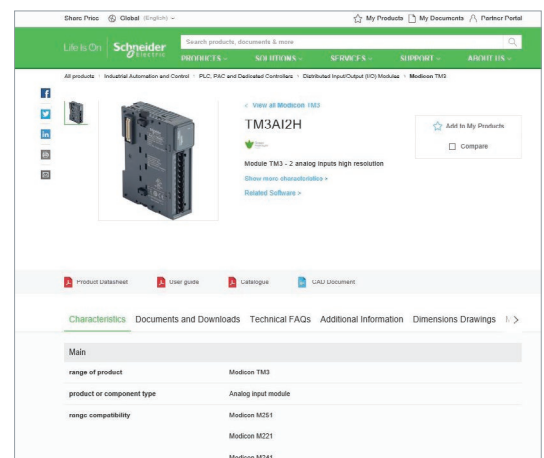 Share Price Global (English) My Products My Documents Partner Portal
Life Is On Schneider Electric Search products, documents & more
PRODUCTS SOLUTIONS SERVICES SUPPORT ABOUT US
All products Industrial Automation and Control PLC, PAC and Dedicated Controllers Distributed Input/Output (I/O) Modules Modicon TM3
< View all Modicon TM3
TM3AI2H
Add to My Products
Compare
Module TM3 - 2 analog inputs high resolution
Show more characteristics +
Related Software >
Product Datasheet User guide Catalogue CAD Document
Characteristics Documents and Downloads Technical FAQs Additional Information Dimensions Drawings
Main
range of product Modicon TM3
product or component type Analog input module
range compatibility Modicon M251
Modicon M221
Modicon M241